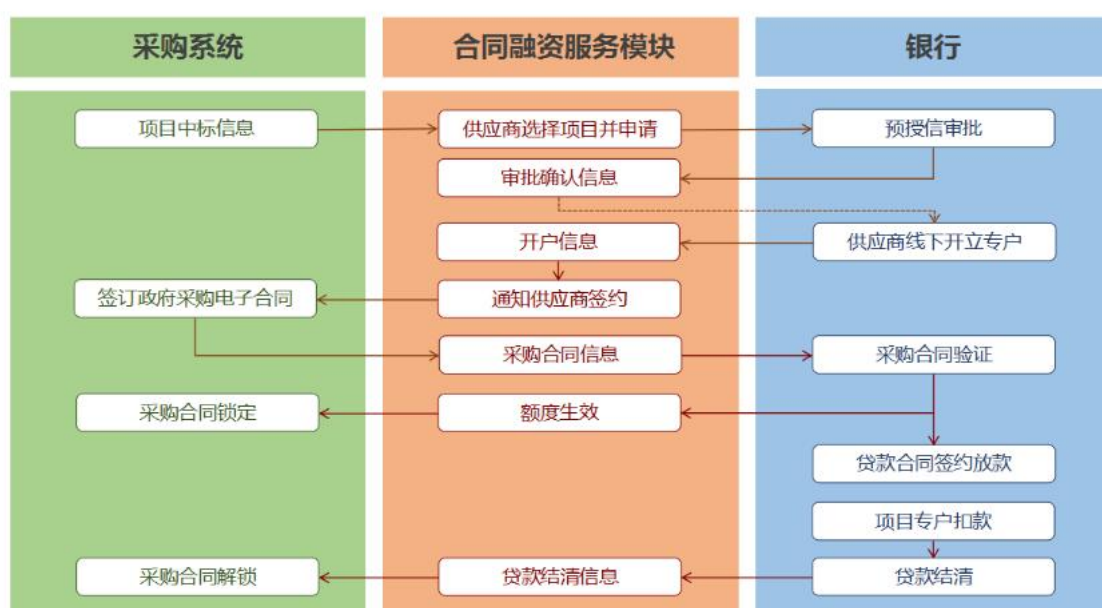 采购系统
合同融资服务模块
银行
项目中标信息
供应商选择项目并申请
预授信审批
审批确认信息
开户信息
供应商线下开立专户
签订政府采购电子合同
通知供应商签约
采购合同信息
采购合同验证
采购合同锁定
额度生效
贷款合同签约放款
项目专户扣款
采购合同解锁
贷款结清信息
贷款结清